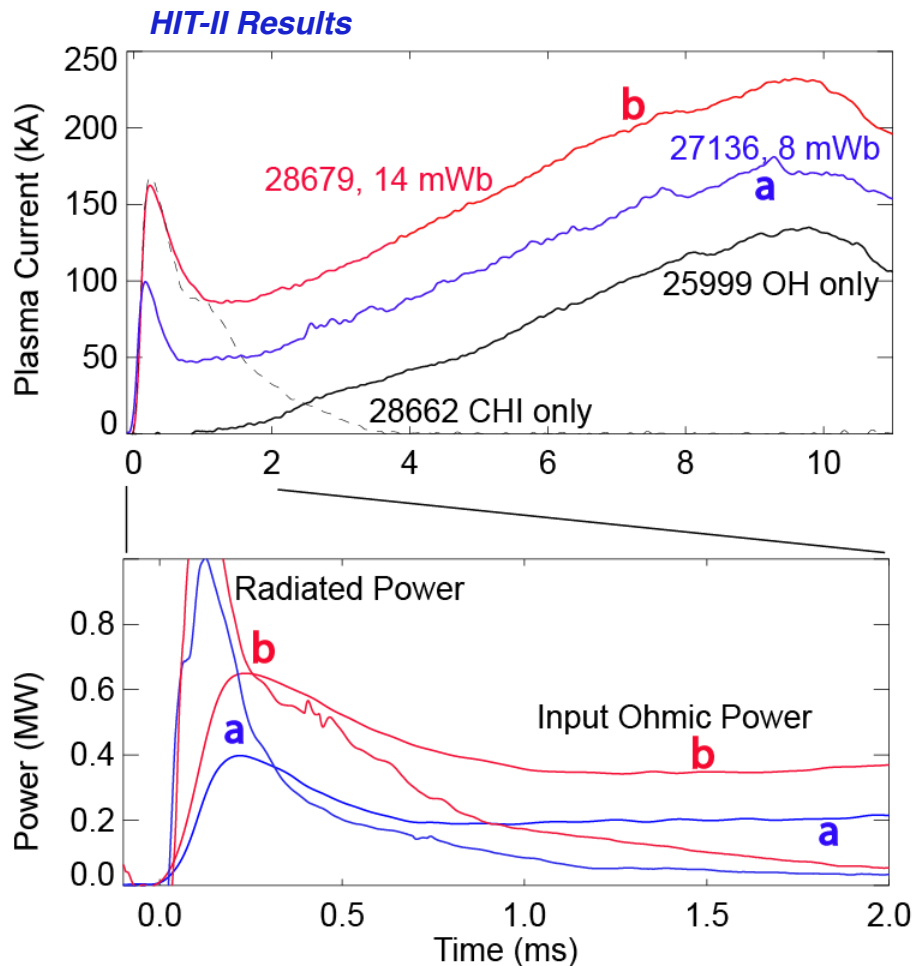 HIT-II Results
Plasma Current (kA)
250
200
150
100
50
0
b
27136, 8 mWb
a
28679, 14 mWb
25999 OH only
28662 CHI only
0 2 4 6 8 10
Power (MW)
0.8
0.6
0.4
0.2
0.0
Radiated Power
b
a
Input Ohmic Power
b
a
0.0 0.5 1.0 1.5 2.0
Time (ms)